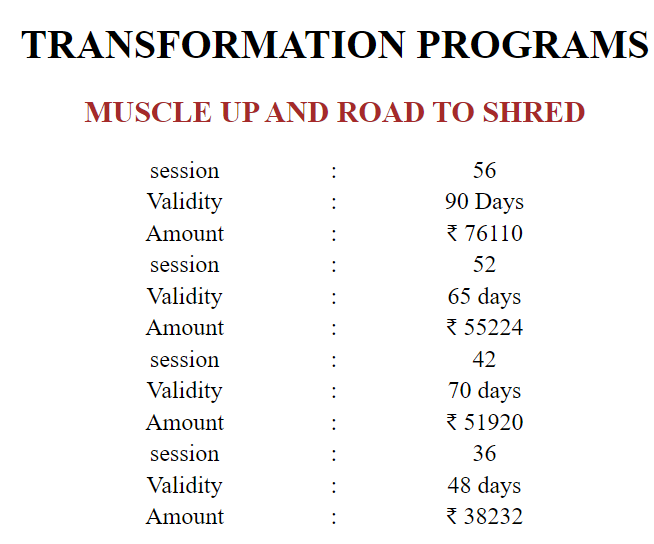 TRANSFORMATION PROGRAMS
MUSCLE UP AND ROAD TO SHRED
session : 56
Validity : 90 Days
Amount : ₹ 76110
session : 52
Validity : 65 days
Amount : ₹ 55224
session : 42
Validity : 70 days
Amount : ₹ 51920
session : 36
Validity : 48 days
Amount : ₹ 38232